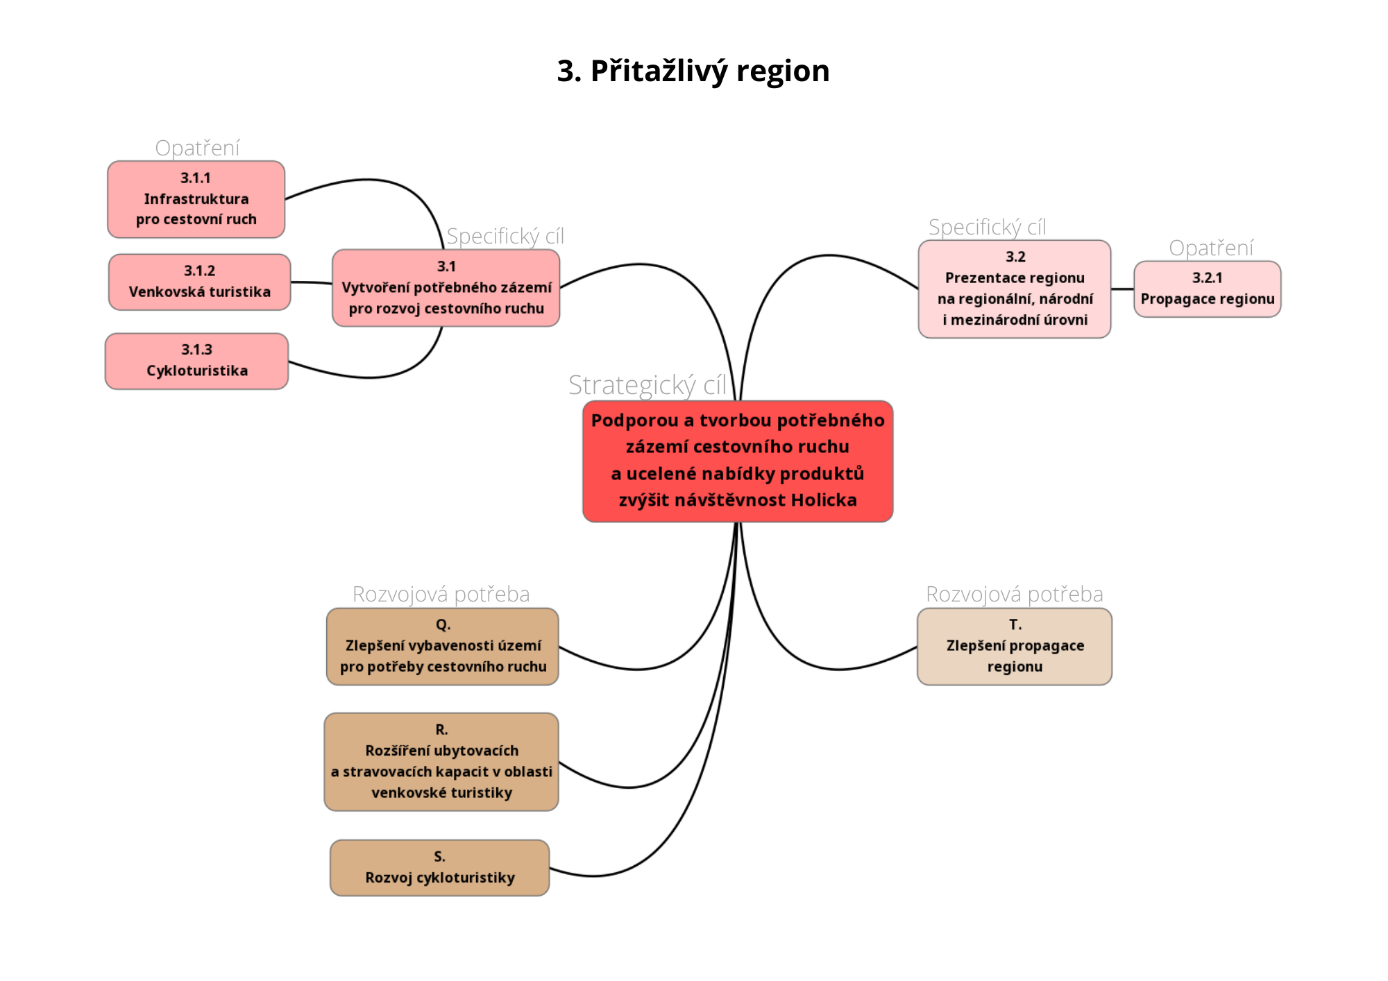 3. Přitažlivý region
Opatření
3.1.1
Infrastruktura
pro cestovní ruch
3.1.2
Venkovská turistika
3.1.3
Cykloturistika
Specifický cíl
3.1
Vytvoření potřebného zázemí
pro rozvoj cestovního ruchu
Specifický cíl
3.2
Prezentace regionu
na regionální, národní
i mezinárodní úrovni
Opatření
3.2.1
Propagace regionu
Strategický cíl
Podporou a tvorbou potřebného
zázemí cestovního ruchu
a ucelené nabídky produktů
zvýšit návštěvnost Holicka
Rozvojová potřeba
Q.
Zlepšení vybavenosti území
pro potřeby cestovního ruchu
R.
Rozšíření ubytovacích
a stravovacích kapacit v oblasti
venkovské turistiky
S.
Rozvoj cykloturistiky
Rozvojová potřeba
T.
Zlepšení propagace
regionu